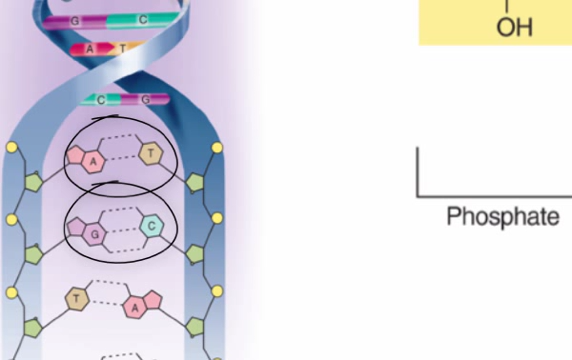 G C
A T
C G
A T
G C
T A
OH
Phosphate